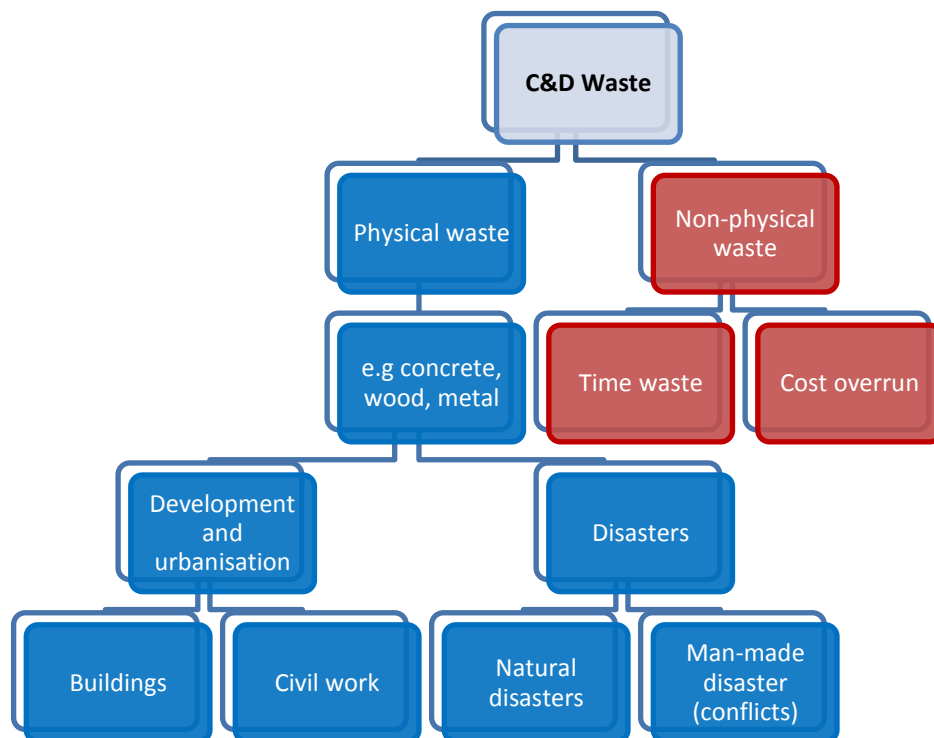 C&D Waste
Physical waste
Non-physical
waste
e.g concrete,
wood, metal
Time waste
Cost overrun
Development
and
urbanisation
Disasters
Buildings
Civil work
Natural
disasters
Man-made
disaster
(conflicts)